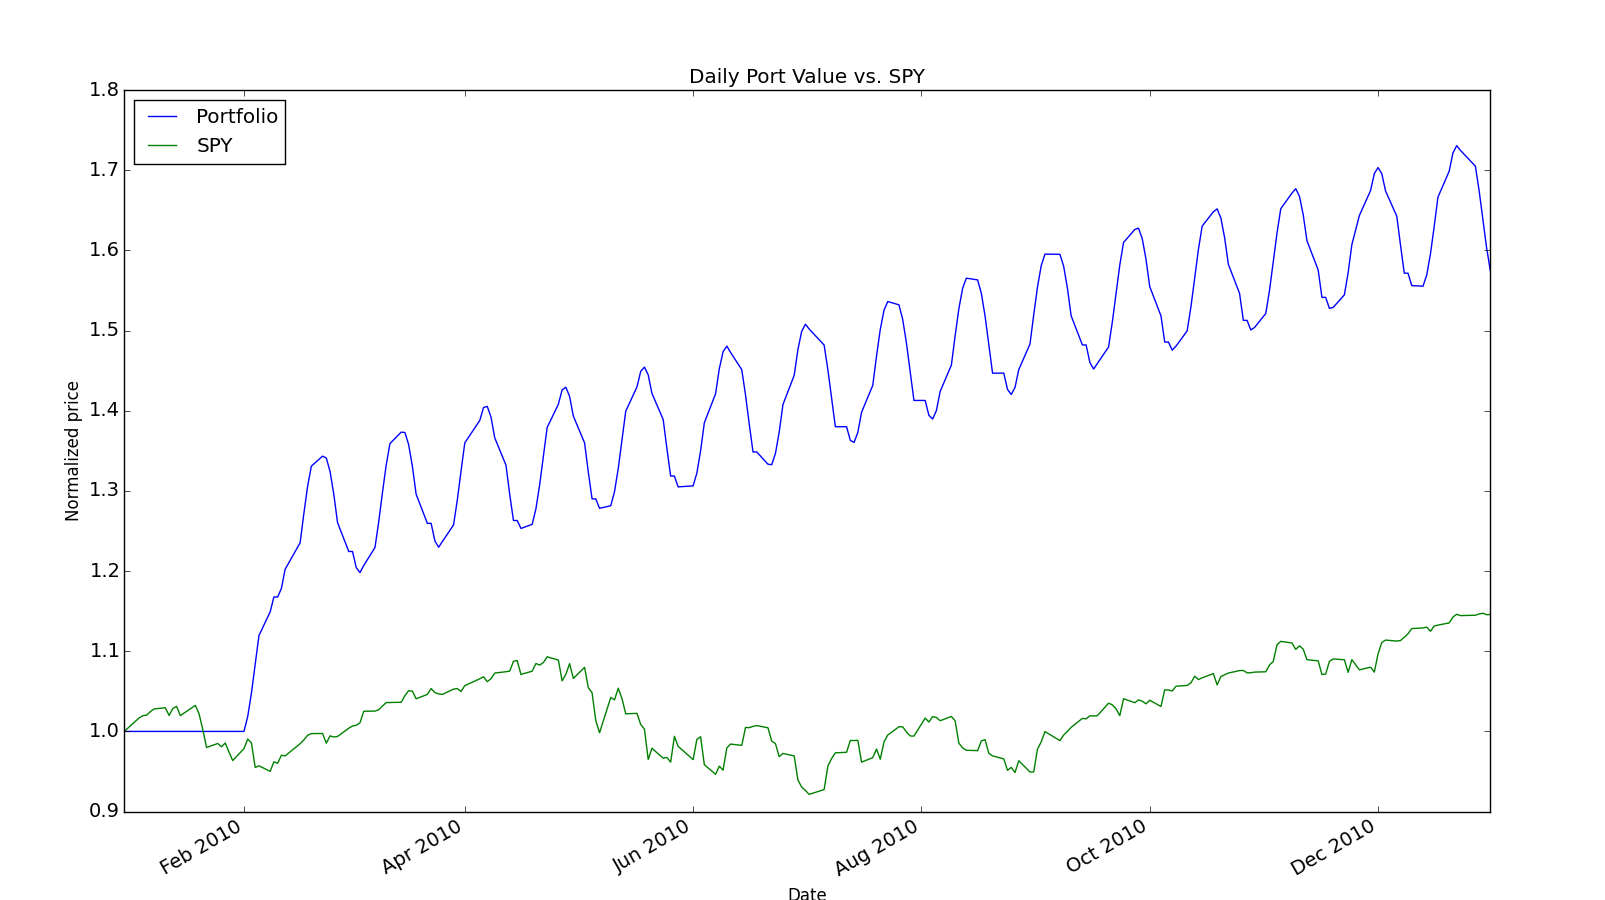 Daily Port Value vs. SPY
Portfolio
SPY
1.8
1.7
1.6
1.5
1.4
1.3
1.2
1.1
1.0
0.9
Normalized price
Feb 2010
Apr 2010
Jun 2010
Aug 2010
Oct 2010
Dec 2010
Date